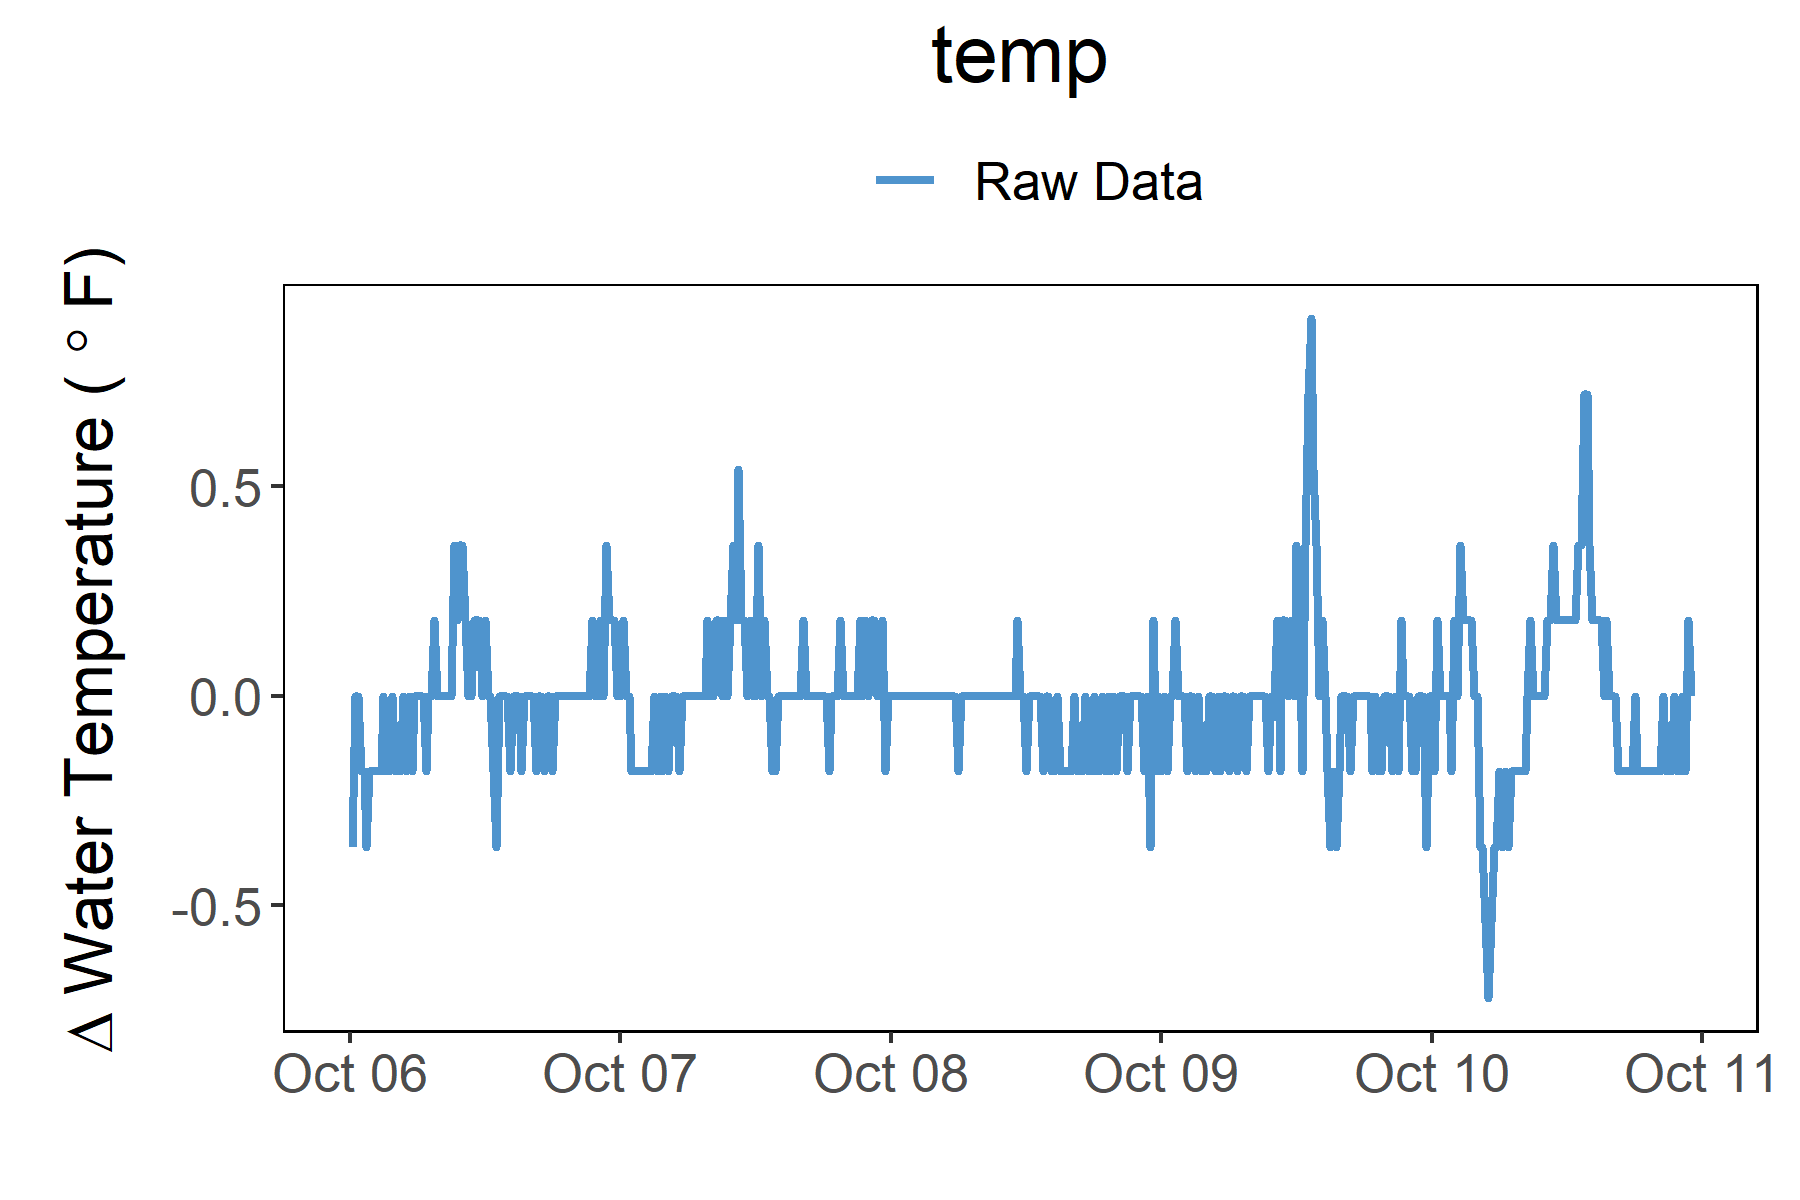 temp
Raw Data
Δ Water Temperature ( ° F)
0.5
0.0
-0.5
Oct 06 Oct 07 Oct 08 Oct 09 Oct 10 Oct 11